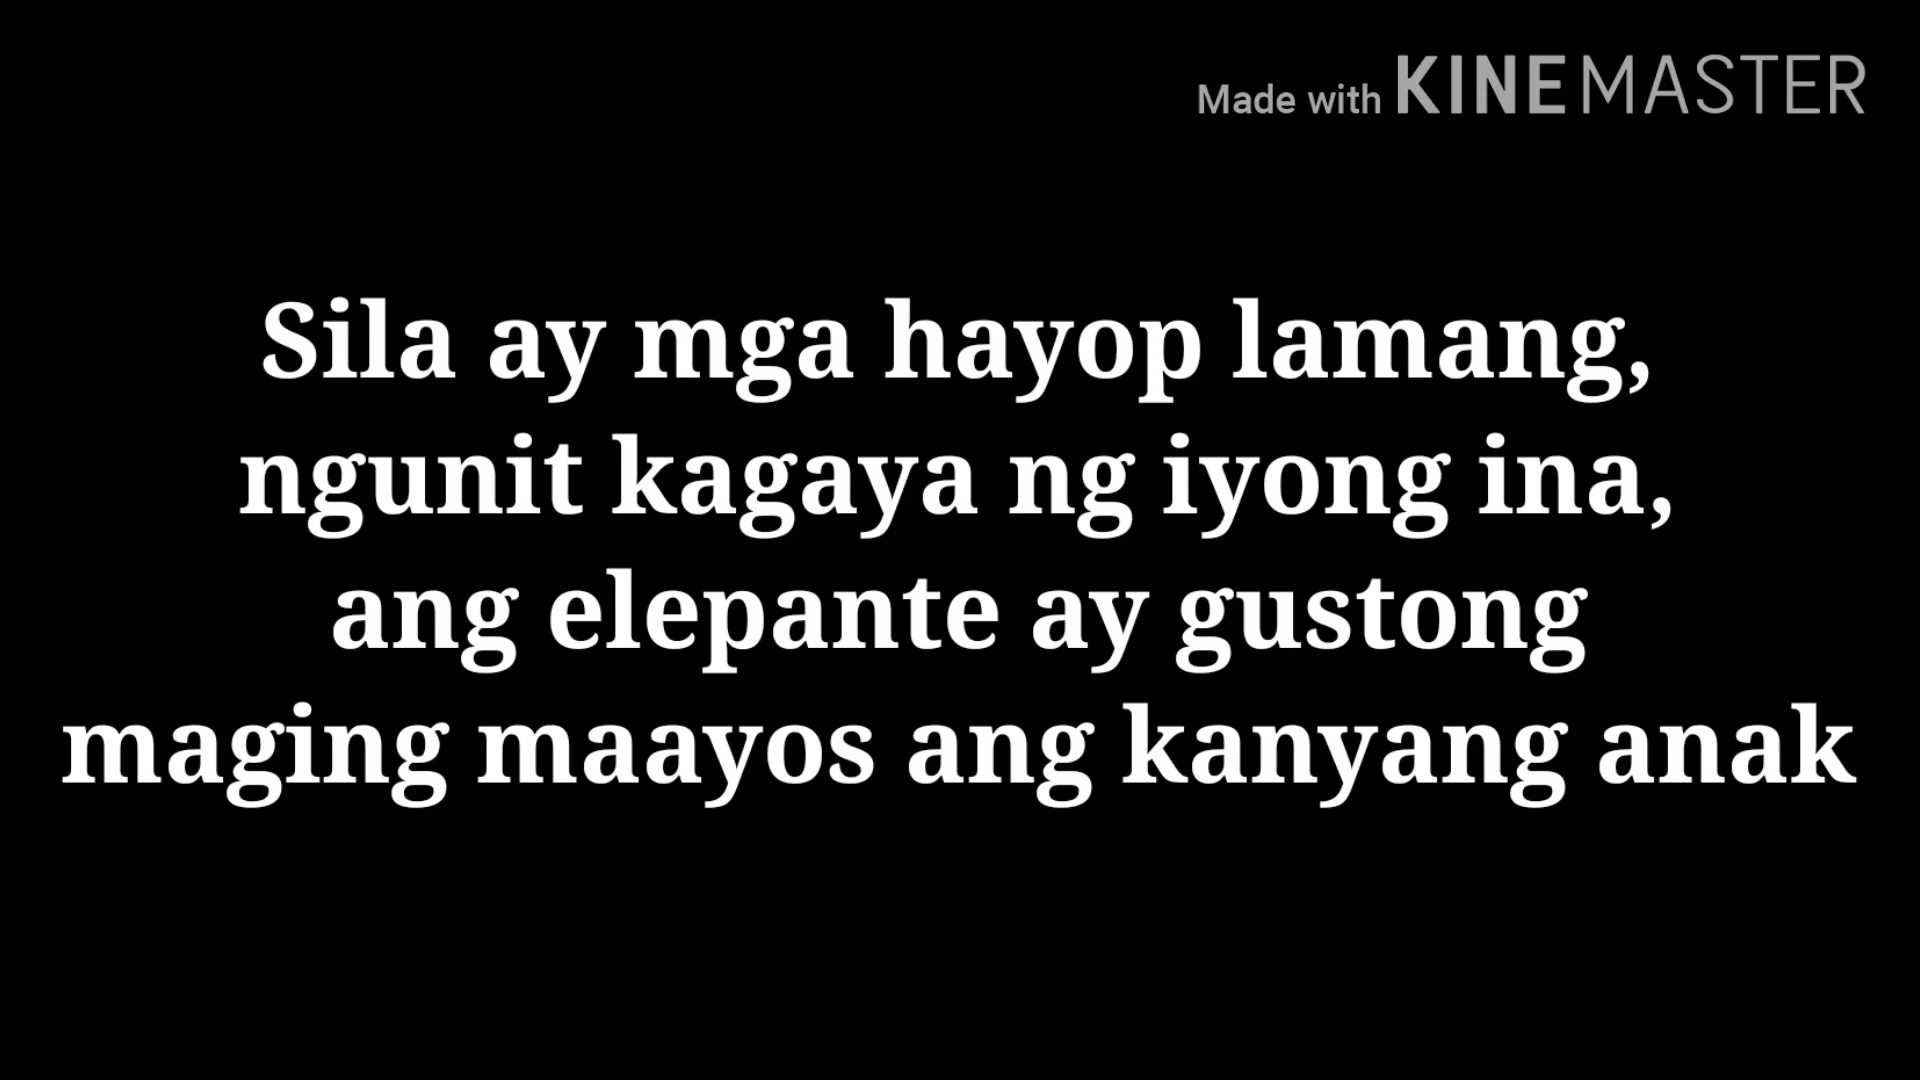 Made with KINEMASTER
Sila ay mga hayop lamang,
ngunit kagaya ng iyong ina,
ang elepante ay gustong
maging maayos ang kanyang anak